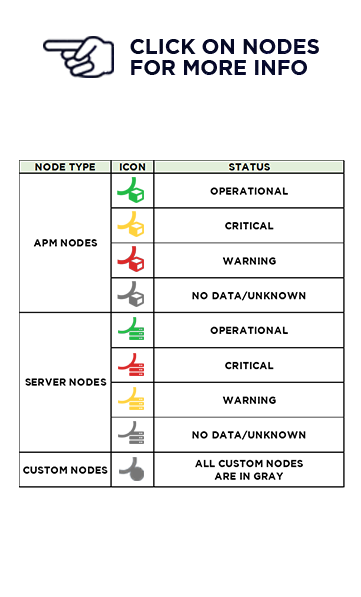 CLICK ON NODES
FOR MORE INFO
NODE TYPE ICON STATUS
APM NODES
OPERATIONAL
CRITICAL
WARNING
NO DATA/UNKNOWN
SERVER NODES
OPERATIONAL
CRITICAL
WARNING
NO DATA/UNKNOWN
CUSTOM NODES
ALL CUSTOM NODES
ARE IN GRAY